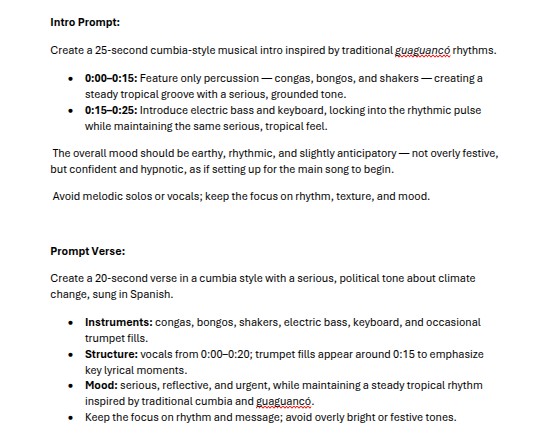 Intro Prompt:
Create a 25-second cumbia-style musical intro inspired by traditional guaguancó rhythms.
• 0:00–0:15: Feature only percussion — congas, bongos, and shakers — creating a
steady tropical groove with a serious, grounded tone.
• 0:15–0:25: Introduce electric bass and keyboard, locking into the rhythmic pulse
while maintaining the same serious, tropical feel.
The overall mood should be earthy, rhythmic, and slightly anticipatory — not overly festive,
but confident and hypnotic, as if setting up for the main song to begin.
Avoid melodic solos or vocals; keep the focus on rhythm, texture, and mood.
Prompt Verse:
Create a 20-second verse in a cumbia style with a serious, political tone about climate
change, sung in Spanish.
• Instruments: congas, bongos, shakers, electric bass, keyboard, and occasional
trumpet fills.
• Structure: vocals from 0:00–0:20; trumpet fills appear around 0:15 to emphasize
key lyrical moments.
• Mood: serious, reflective, and urgent, while maintaining a steady tropical rhythm
inspired by traditional cumbia and guaguancó.
• Keep the focus on rhythm and message; avoid overly bright or festive tones.